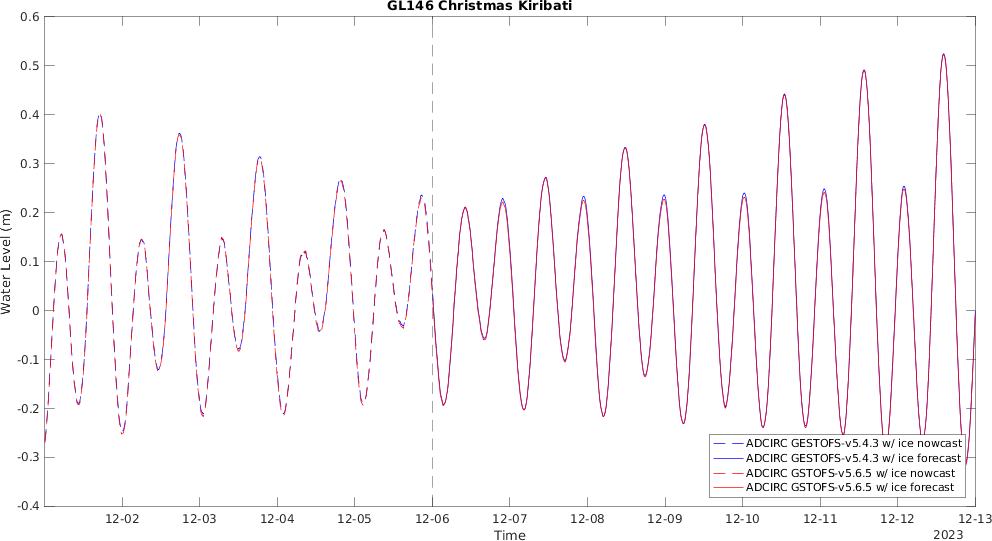 GL146 Christmas Kiribati
0.6
0.5
0.4
0.3
0.2
0.1
0
-0.1
-0.2
-0.3
-0.4
Water Level (m)
ADCIRC GESTOFS-v5.4.3 w/ ice nowcast
ADCIRC GESTOFS-v5.4.3 w/ ice forecast
ADCIRC GSTOFS-v5.6.5 w/ ice nowcast
ADCIRC GSTOFS-v5.6.5 w/ ice forecast
12-02 12-03 12-04 12-05 12-06 12-07 12-08 12-09 12-10 12-11 12-12 12-13
Time
2023